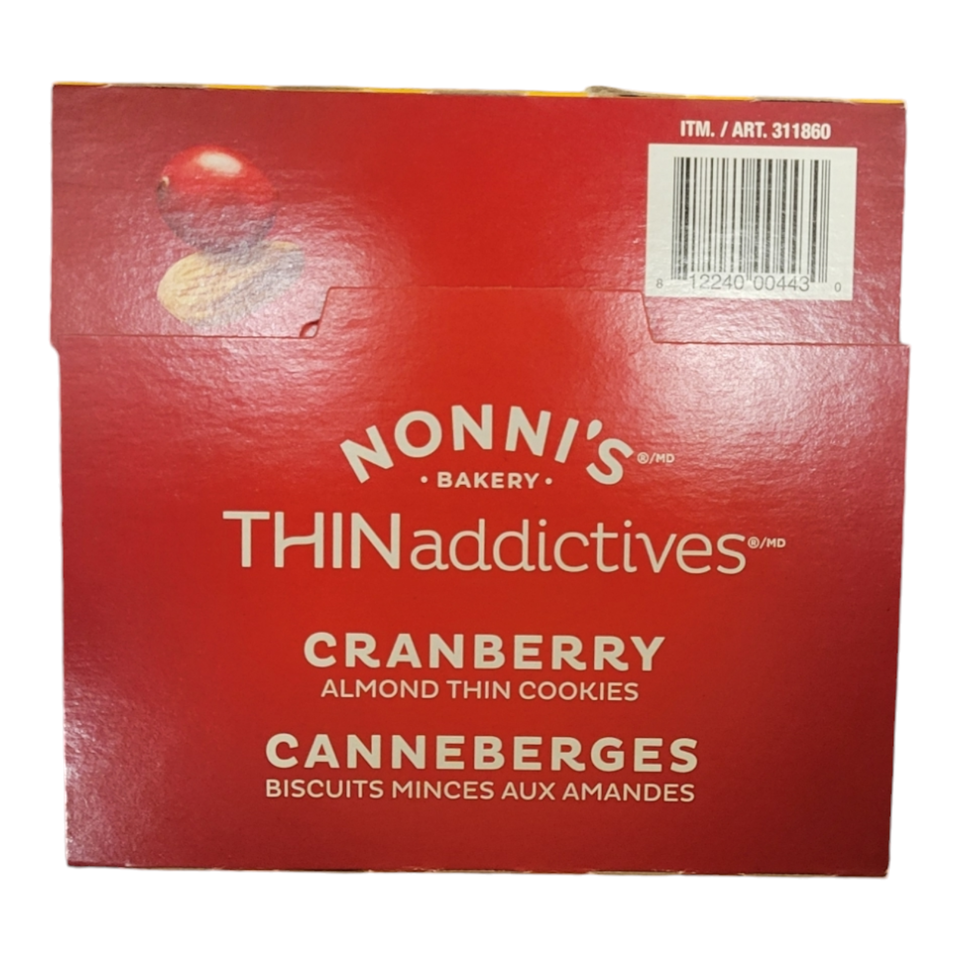 ITM. / ART. 311860
8 12240 00443 0
NONNI'S®/MD
• BAKERY •
THINaddictives®/MD
CRANBERRY
ALMOND THIN COOKIES
CANNEBERGES
BISCUITS MINCES AUX AMANDES